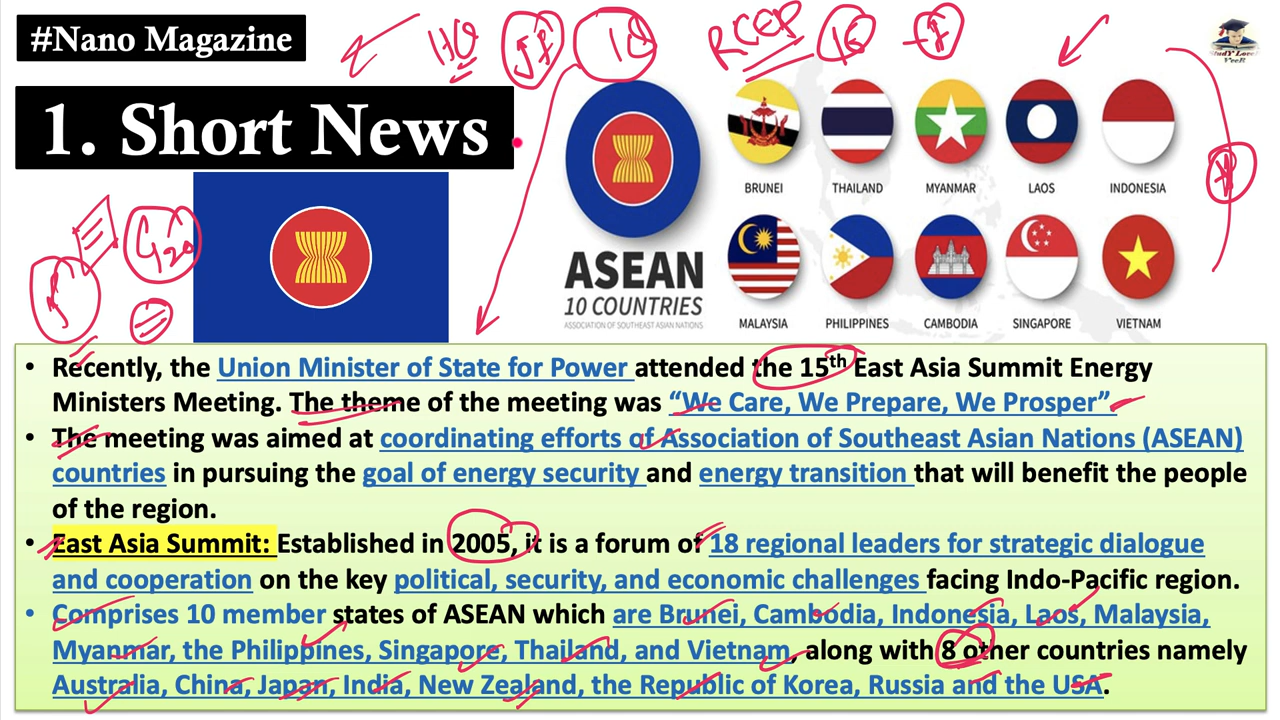 #Nano Magazine
1. Short News
HQ
10
RCEP
G20
ASEAN
10 COUNTRIES
ASSOCIATION OF SOUTHEAST ASIAN NATIONS
BRUNEI
THAILAND
MYANMAR
LAOS
INDONESIA
MALAYSIA
PHILIPPINES
CAMBODIA
SINGAPORE
VIETNAM
• Recently, the Union Minister of State for Power attended the 15th East Asia Summit Energy
Ministers Meeting. The theme of the meeting was “We Care, We Prepare, We Prosper”.
• The meeting was aimed at coordinating efforts of Association of Southeast Asian Nations (ASEAN)
countries in pursuing the goal of energy security and energy transition that will benefit the people
of the region.
• East Asia Summit: Established in 2005, it is a forum of 18 regional leaders for strategic dialogue
and cooperation on the key political, security, and economic challenges facing Indo-Pacific region.
• Comprises 10 member states of ASEAN which are Brunei, Cambodia, Indonesia, Laos, Malaysia,
Myanmar, the Philippines, Singapore, Thailand, and Vietnam, along with 8 other countries namely
Australia, China, Japan, India, New Zealand, the Republic of Korea, Russia and the USA.